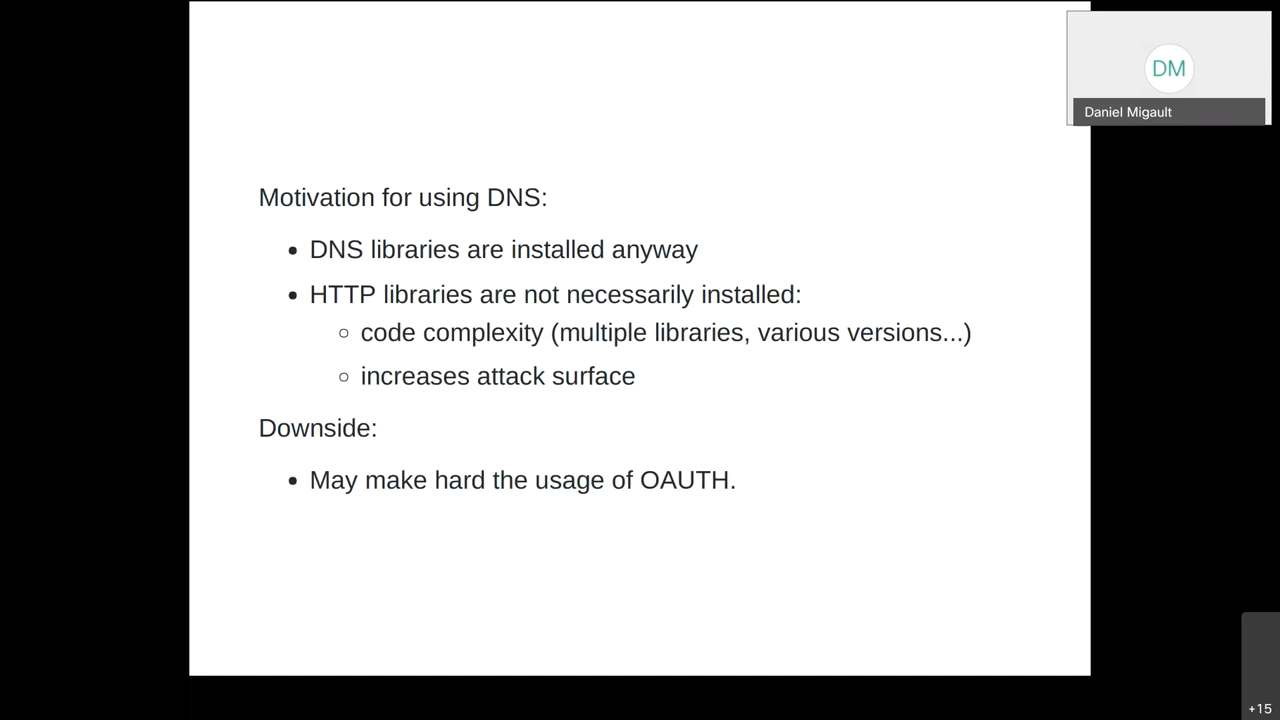 DM
Daniel Migault
Motivation for using DNS:
DNS libraries are installed anyway
HTTP libraries are not necessarily installed:
code complexity (multiple libraries, various versions...)
increases attack surface
Downside:
May make hard the usage of OAUTH.
+15